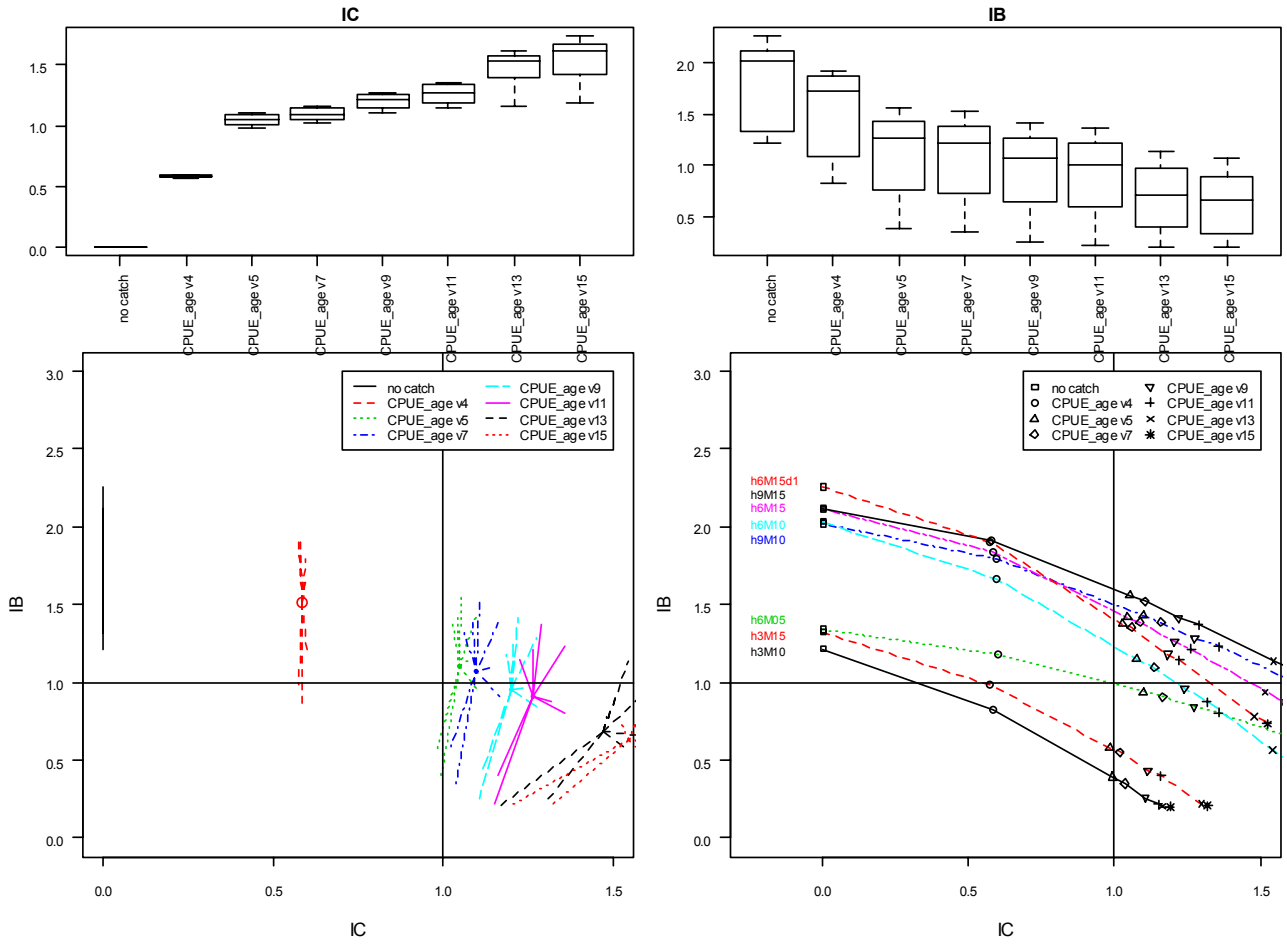 IC
IB
1.5
1.0
0.5
0.0
2.0
1.5
1.0
0.5
no catch
CPUE_age v4
CPUE_age v5
CPUE_age v7
CPUE_age v9
CPUE_age v11
CPUE_age v13
CPUE_age v15
no catch
CPUE_age v4
CPUE_age v5
CPUE_age v7
CPUE_age v9
CPUE_age v11
CPUE_age v13
CPUE_age v15
IB
3.0
2.5
2.0
1.5
1.0
0.5
0.0
no catch
CPUE_age v4
CPUE_age v5
CPUE_age v7
CPUE_age v9
CPUE_age v11
CPUE_age v13
CPUE_age v15
0.0
0.5
1.0
1.5
IC
IB
3.0
2.5
2.0
1.5
1.0
0.5
0.0
no catch
CPUE_age v4
CPUE_age v5
CPUE_age v7
CPUE_age v9
CPUE_age v11
CPUE_age v13
CPUE_age v15
h6M15d1
h9M15
h6M15
h6M10
h9M10
h6M05
h3M15
h3M10
0.0
0.5
1.0
1.5
IC